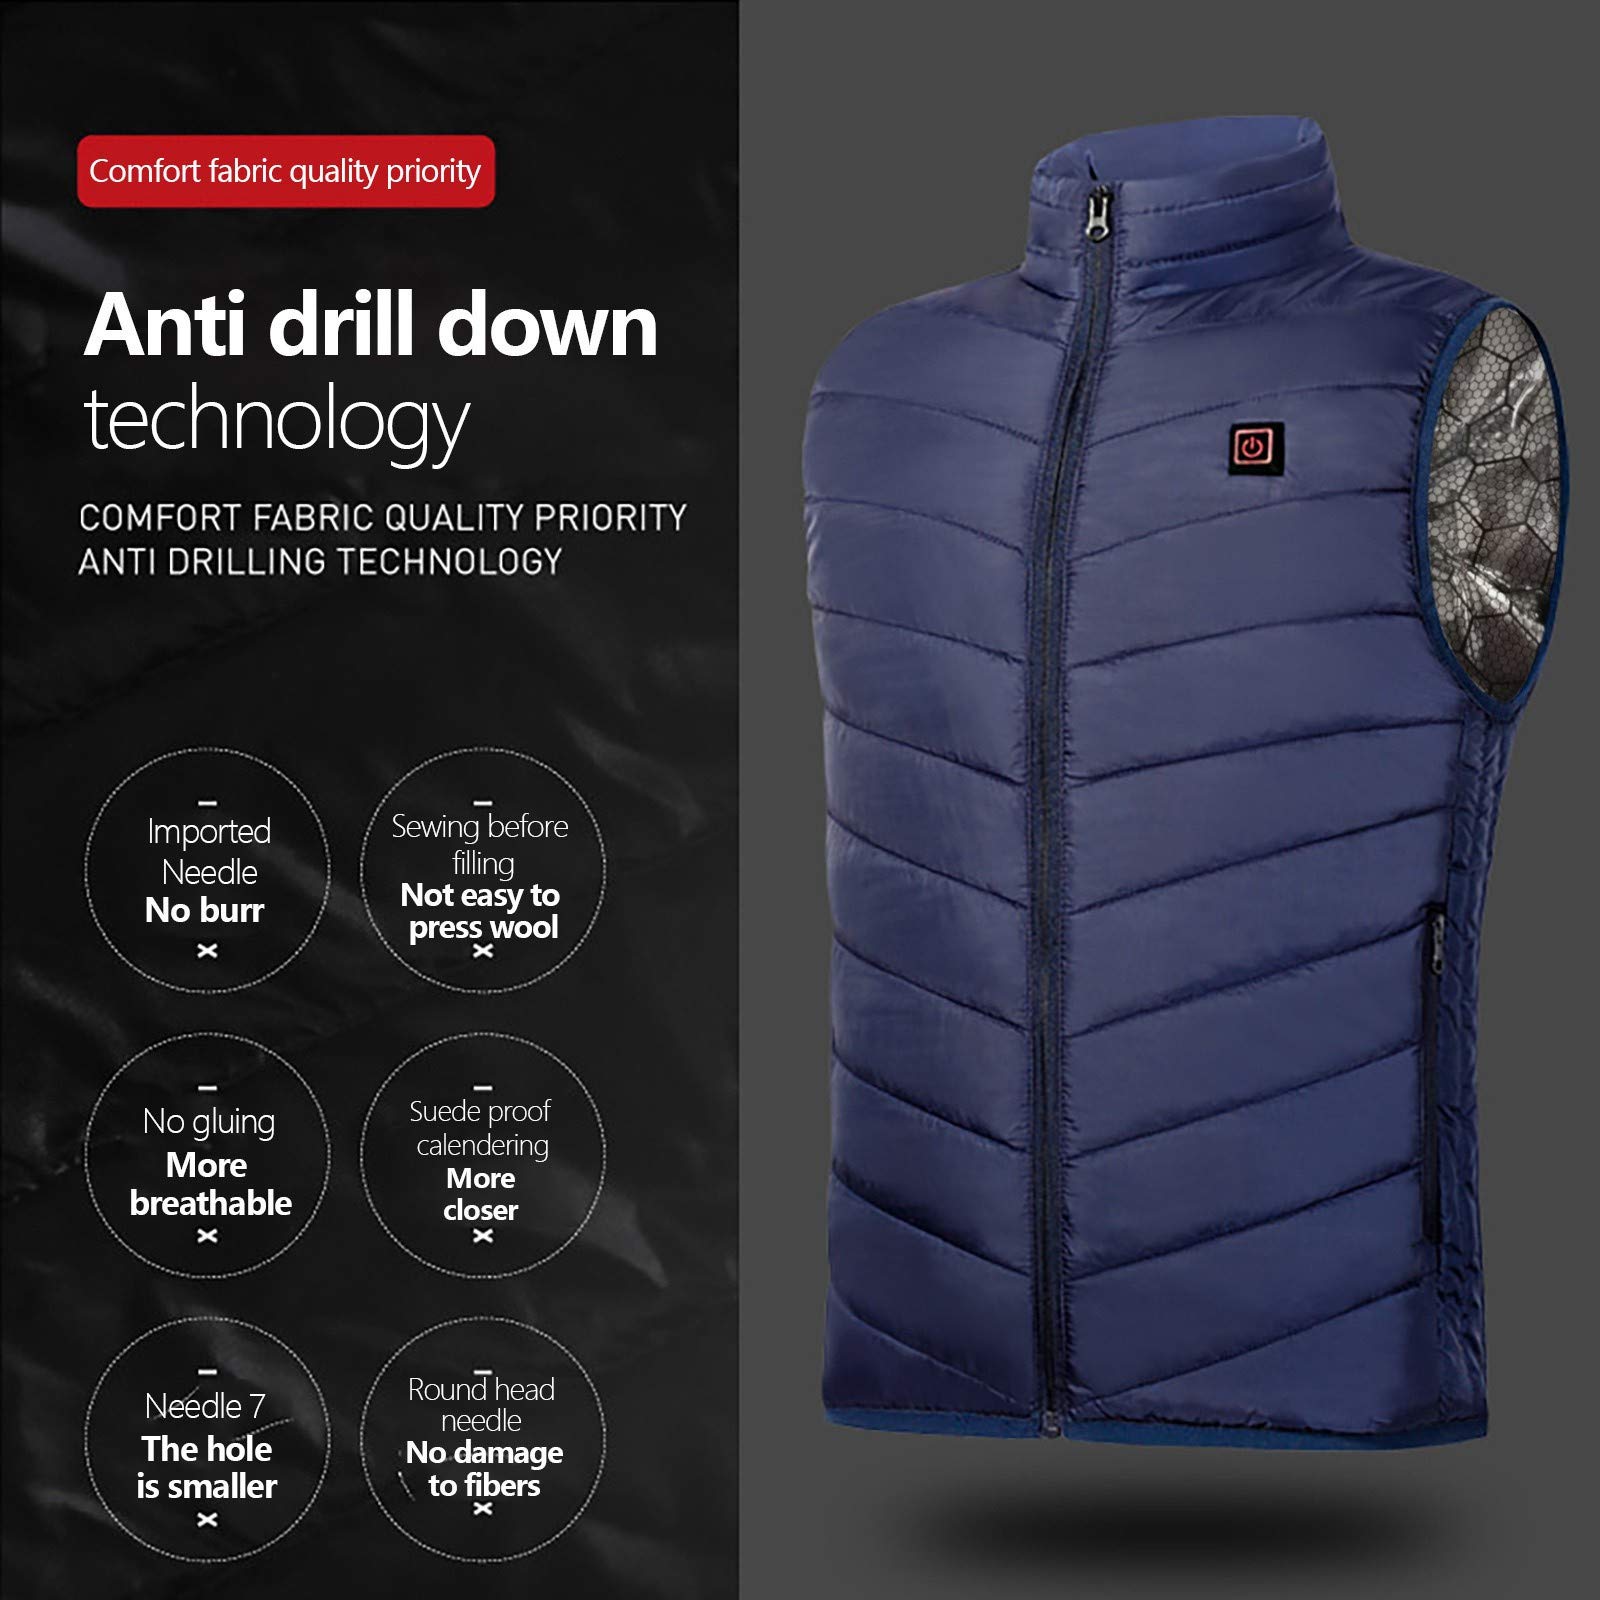 Comfort fabric quality priority
Anti drill down
technology
COMFORT FABRIC QUALITY PRIORITY
ANTI DRILLING TECHNOLOGY
Imported
Needle
No burr
Sewing before
filling
Not easy to
press wool
No gluing
More
breathable
Suede proof
calendering
More
closer
Needle 7
The hole
is smaller
Round head
needle
No damage
to fibers